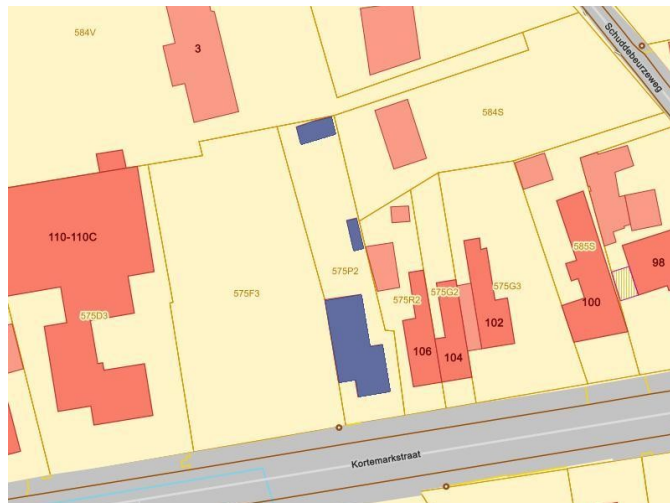 584V
3
Schuddebeurzeweg
584S
110-110C
585S
98
575P2
575F3
575R2
575G2
575G3
575D3
100
102
106
104
Kortemarkstraat